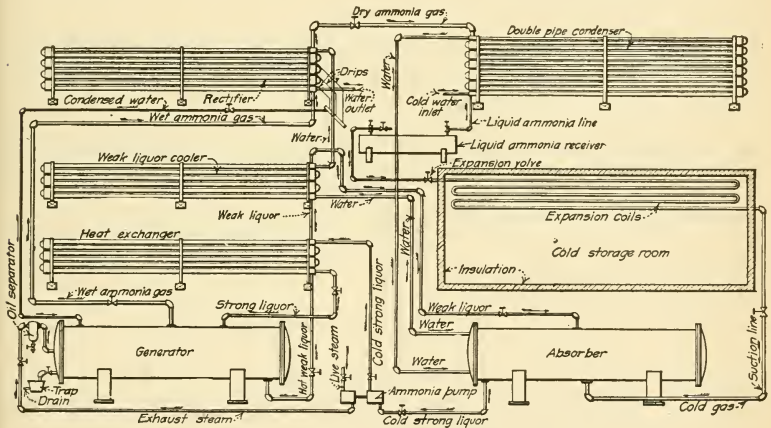 Dry ammonia gas
Double pipe condenser
Water
Drips
Rectifier
Water
outlet
Condensed water
Wet ammonia gas
Cold water
inlet
Liquid ammonia line
Water
Liquid ammonia receiver
Weak liquor cooler
Expansion valve
Water
Weak liquor
Expansion coils
Water
Heat exchanger
Cold storage room
Insulation
Oil separator
Wet ammonia gas
Strong liquor
Cold strong liquor
Weak liquor
Water
Suction line
Generator
Hot weak liquor
Live steam
Water
Absorber
Trap
Drain
Ammonia pump
Exhaust steam
Cold strong liquor
Cold gas